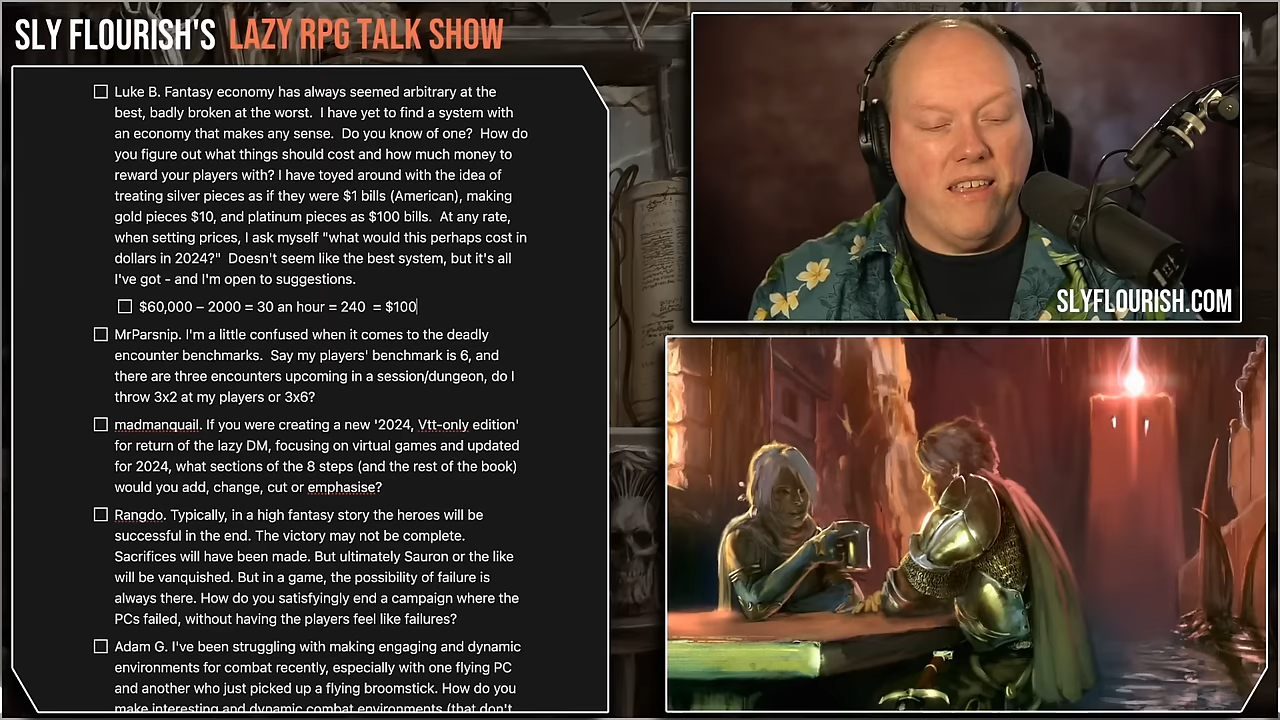 SLY FLOURISH'S LAZY RPG TALK SHOW
Luke B. Fantasy economy has always seemed arbitrary at the
best, badly broken at the worst.  I have yet to find a system with
an economy that makes any sense.  Do you know of one?  How do
you figure out what things should cost and how much money to
reward your players with? I have toyed around with the idea of
treating silver pieces as if they were $1 bills (American), making
gold pieces $10, and platinum pieces as $100 bills.  At any rate,
when setting prices, I ask myself "what would this perhaps cost in
dollars in 2024?"  Doesn't seem like the best system, but it's all
I've got - and I'm open to suggestions.
$60,000 – 2000 = 30 an hour = 240  = $100
MrParsnip. I'm a little confused when it comes to the deadly
encounter benchmarks.  Say my players' benchmark is 6, and
there are three encounters upcoming in a session/dungeon, do I
throw 3x2 at my players or 3x6?
madmanquail. If you were creating a new '2024, Vtt-only edition'
for return of the lazy DM, focusing on virtual games and updated
for 2024, what sections of the 8 steps (and the rest of the book)
would you add, change, cut or emphasise?
Rangdo. Typically, in a high fantasy story the heroes will be
successful in the end. The victory may not be complete.
Sacrifices will have been made. But ultimately Sauron or the like
will be vanquished. But in a game, the possibility of failure is
always there. How do you satisfyingly end a campaign where the
PCs failed, without having the players feel like failures?
Adam G. I've been struggling with making engaging and dynamic
environments for combat recently, especially with one flying PC
and another who just picked up a flying broomstick. How do you
make interesting and dynamic combat environments (that don't
SLYFLOURISH.COM